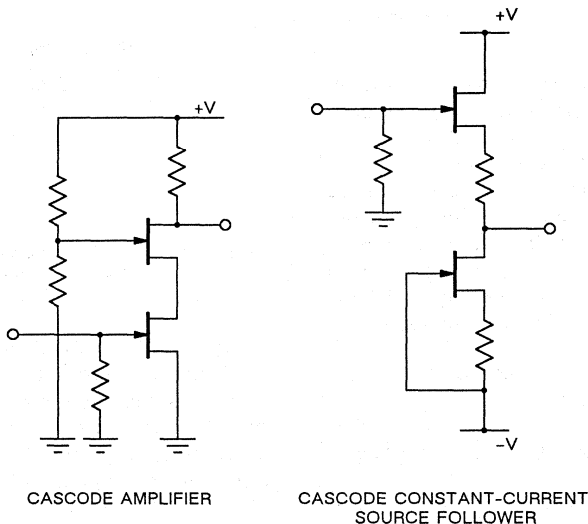 +V
+V
-V
CASCODE AMPLIFIER
CASCODE CONSTANT-CURRENT
SOURCE FOLLOWER